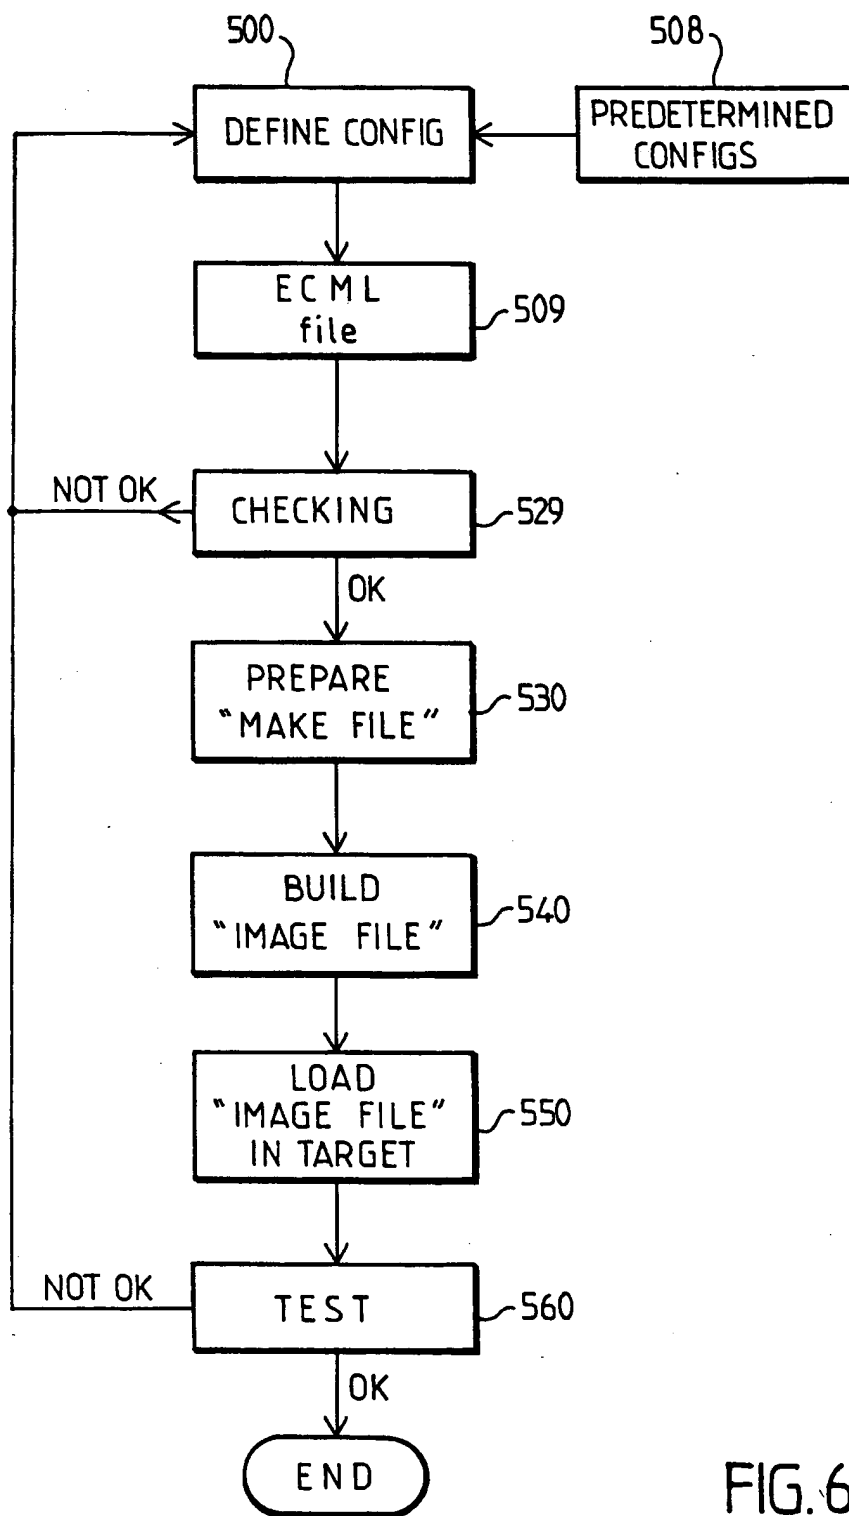 500
508
DEFINE CONFIG
PREDETERMINED
CONFIGS
ECML
file
509
NOT OK
CHECKING
529
OK
PREPARE
"MAKE FILE"
530
BUILD
"IMAGE FILE"
540
LOAD
"IMAGE FILE"
IN TARGET
550
NOT OK
TEST
560
OK
END
FIG.6